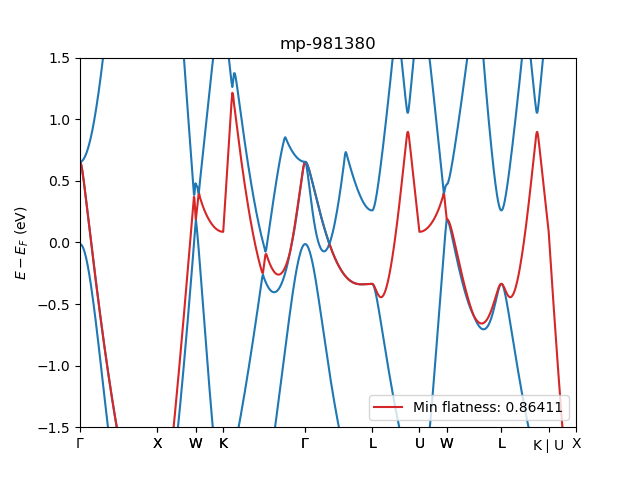 mp-981380
1.5
1.0
0.5
0.0
−0.5
−1.0
−1.5
E − E_F (eV)
Min flatness: 0.86411
Γ X W K Γ L U W L K | U X